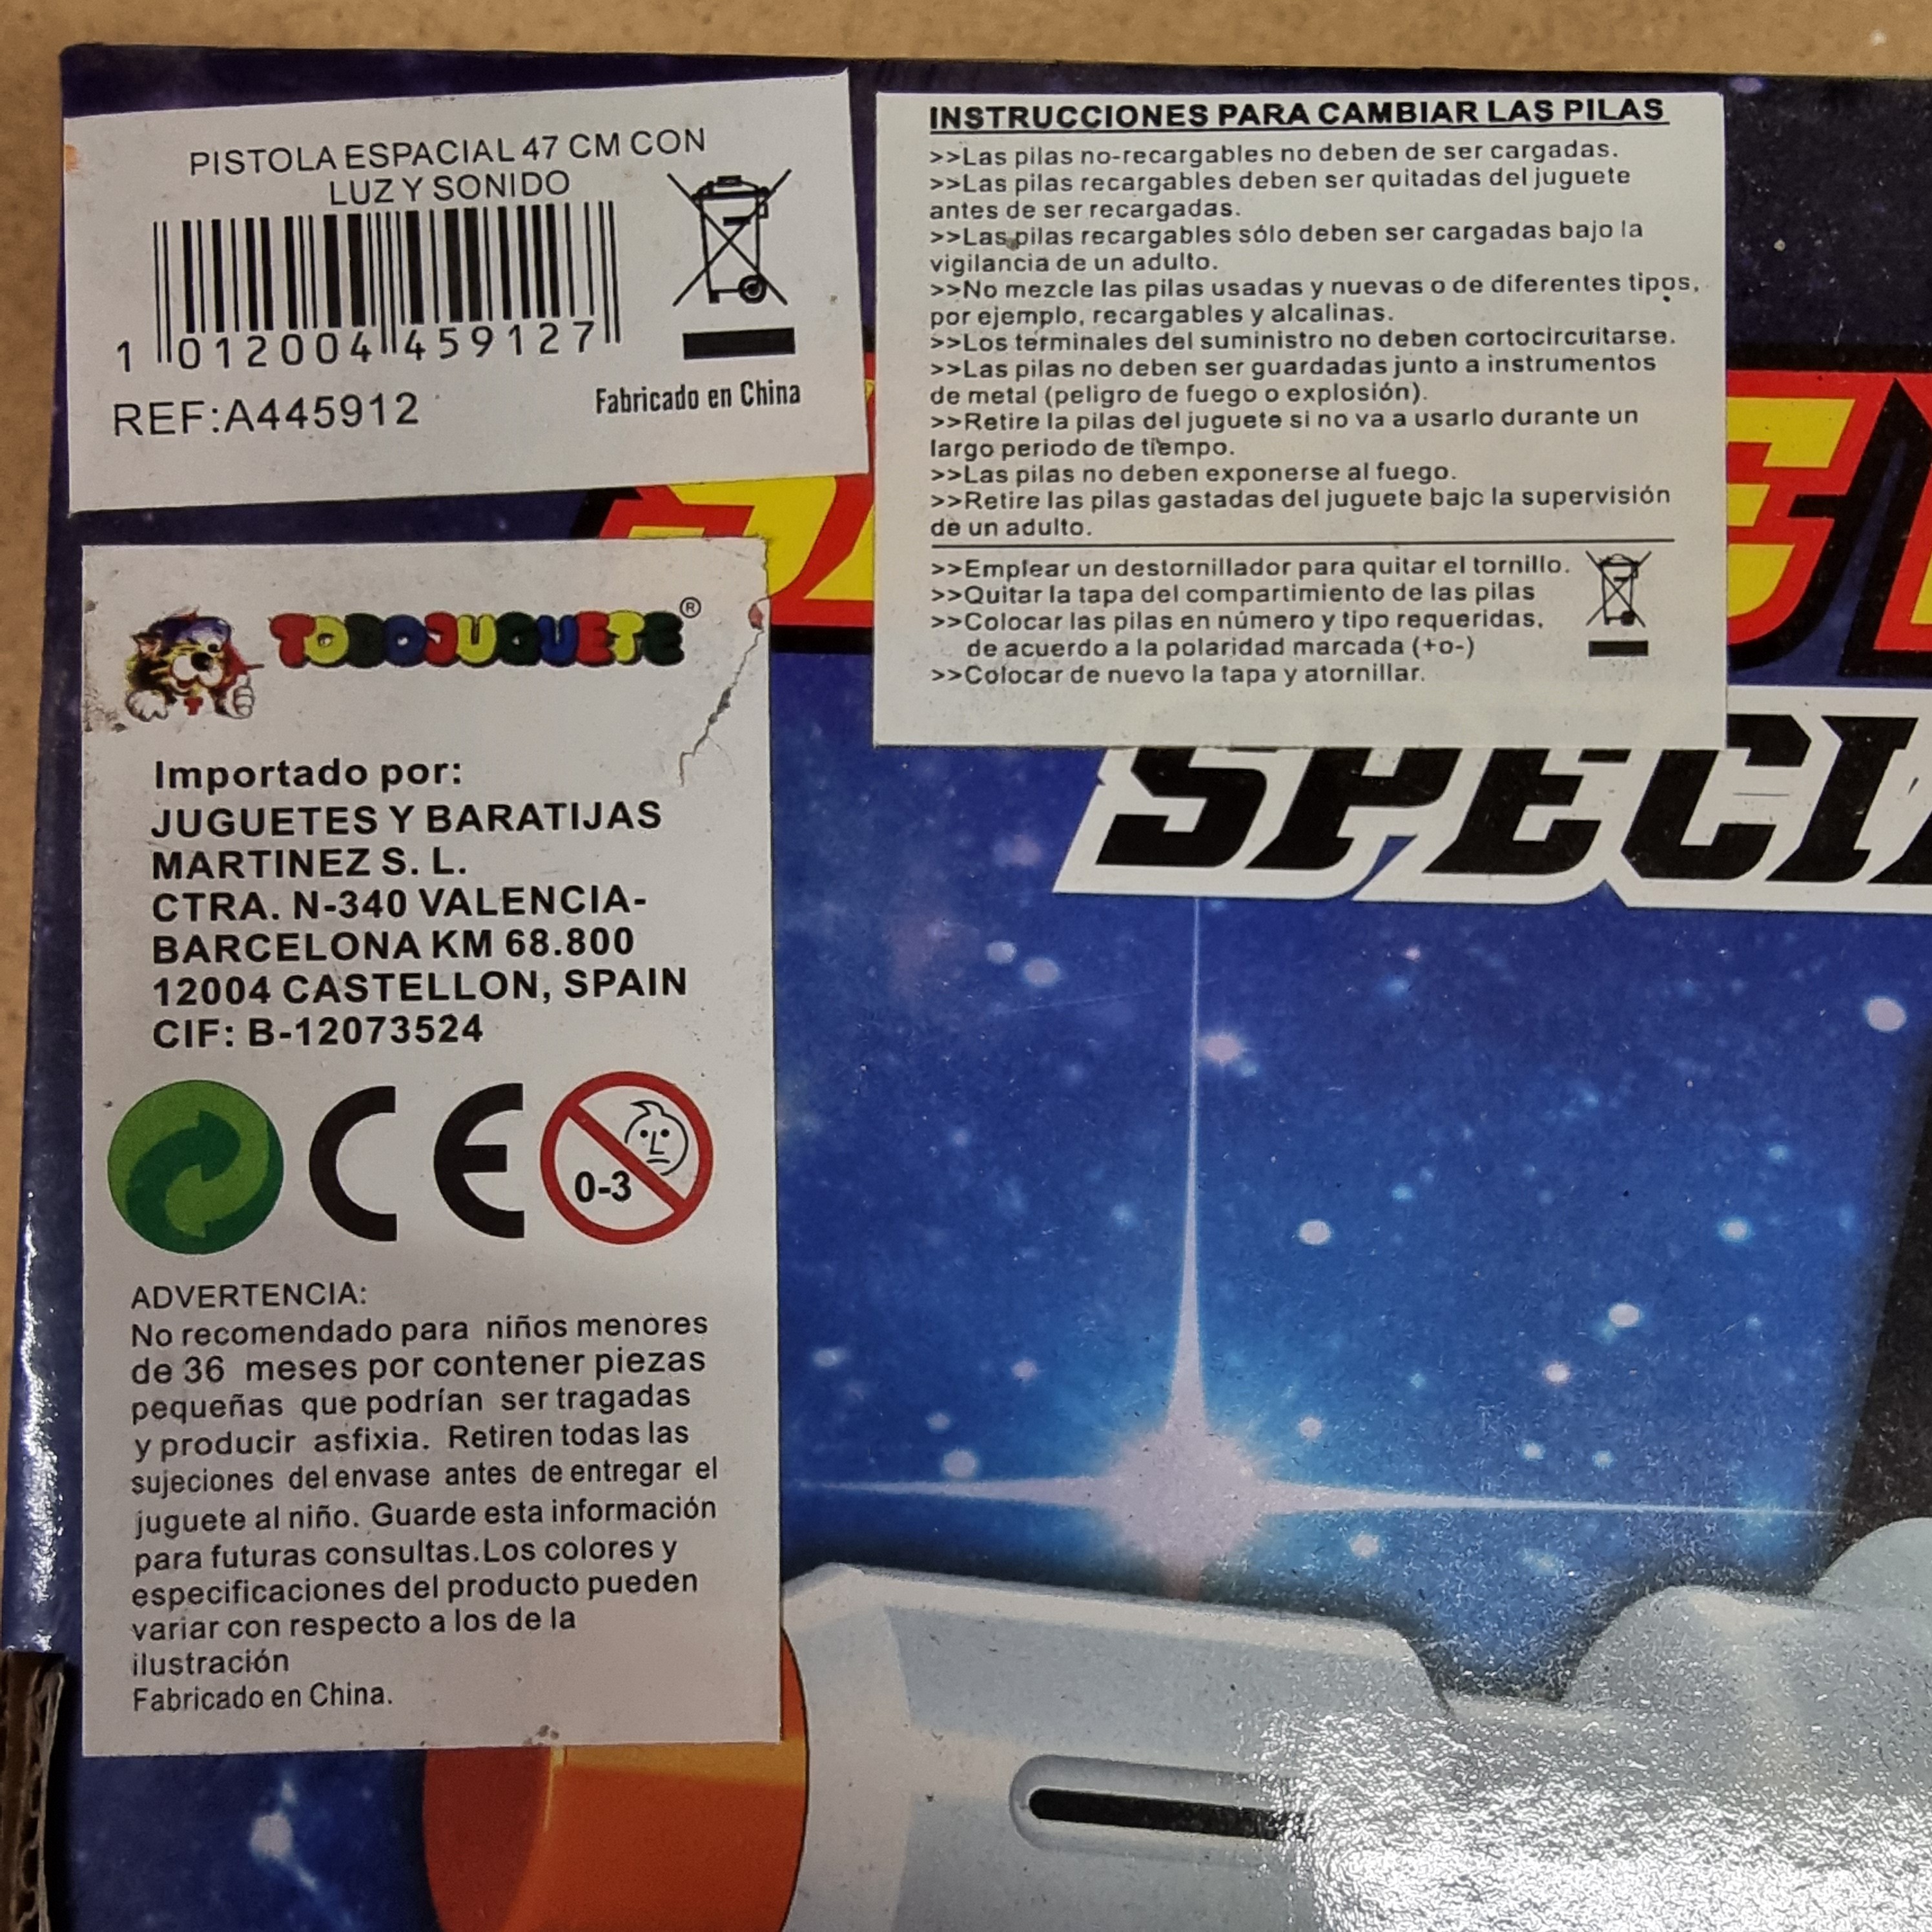 PISTOLA ESPACIAL 47 CM CON
LUZ Y SONIDO
1 012004 459127
REF:A445912
Fabricado en China
INSTRUCCIONES PARA CAMBIAR LAS PILAS
>>Las pilas no-recargables no deben de ser cargadas.
>>Las pilas recargables deben ser quitadas del juguete
antes de ser recargadas.
>>Las pilas recargables sólo deben ser cargadas bajo la
vigilancia de un adulto.
>>No mezcle las pilas usadas y nuevas o de diferentes tipos,
por ejemplo, recargables y alcalinas.
>>Los terminales del suministro no deben cortocircuitarse.
>>Las pilas no deben ser guardadas junto a instrumentos
de metal (peligro de fuego o explosión).
>>Retire la pilas del juguete si no va a usarlo durante un
largo periodo de tiempo.
>>Las pilas no deben exponerse al fuego.
>>Retire las pilas gastadas del juguete bajo la supervisión
de un adulto.
>>Emplear un destornillador para quitar el tornillo.
>>Quitar la tapa del compartimiento de las pilas
>>Colocar las pilas en número y tipo requeridas,
de acuerdo a la polaridad marcada (+o-)
>>Colocar de nuevo la tapa y atornillar.
TODOJUGUETE®
Importado por:
JUGUETES Y BARATIJAS
MARTINEZ S. L.
CTRA. N-340 VALENCIA-
BARCELONA KM 68.800
12004 CASTELLON, SPAIN
CIF: B-12073524
CE
0-3
ADVERTENCIA:
No recomendado para niños menores
de 36 meses por contener piezas
pequeñas que podrían ser tragadas
y producir asfixia. Retiren todas las
sujeciones del envase antes de entregar el
juguete al niño. Guarde esta información
para futuras consultas.Los colores y
especificaciones del producto pueden
variar con respecto a los de la
ilustración
Fabricado en China.
SPECI